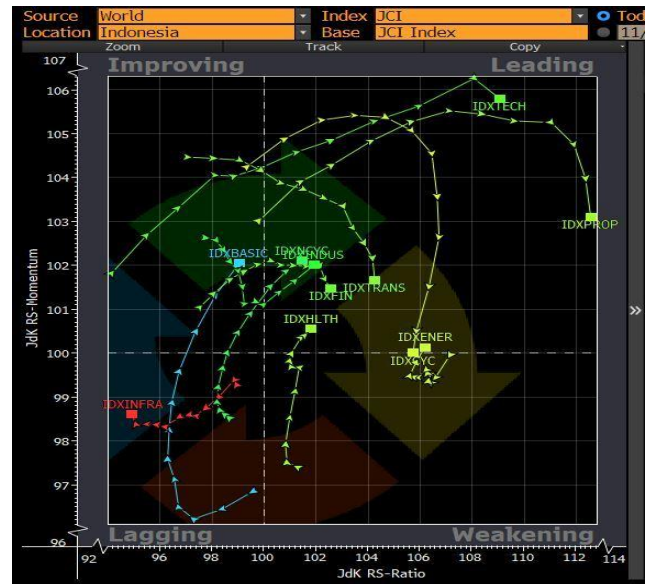 Source World Index JCI Tod
Location Indonesia Base JCI Index 11/
Zoom Track Copy
Improving Leading
107
106
105
104
103
102
101
100
99
98
97
96
JdK RS-Momentum
IDXTECH
IDXPROP
IDXBASIC
IDXNCYC
IDXINDUS
IDXFIN
IDXTRANS
IDXHLTH
IDXENER
IDXCYC
IDXINFRA
»
Lagging Weakening
92 96 98 100 102 104 106 108 110 112 114
JdK RS-Ratio